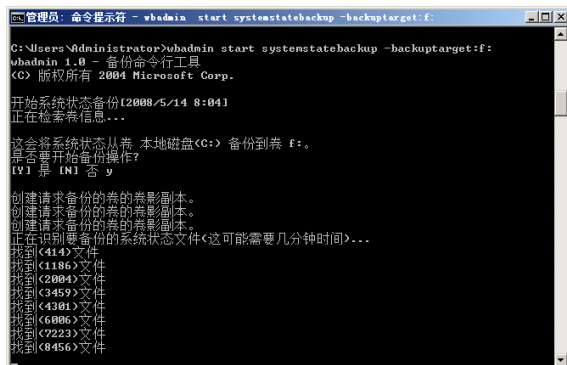 管理员: 命令提示符 - wbadmin  start systemstatebackup -backuptarget:f:
C:\Users\Administrator>wbadmin start systemstatebackup -backuptarget:f:
wbadmin 1.0 - 备份命令行工具
(C) 版权所有 2004 Microsoft Corp.
开始系统状态备份[2008/5/14 8:04]
正在检索卷信息...
这会将系统状态从卷 本地磁盘(C:) 备份到卷 f:。
是否要开始备份操作?
[Y] 是 [N] 否 y
创建请求备份的卷的卷影副本。
创建请求备份的卷的卷影副本。
创建请求备份的卷的卷影副本。
正在识别要备份的系统状态文件(这可能需要几分钟时间)...
找到(414)文件
找到(1186)文件
找到(2004)文件
找到(3459)文件
找到(4301)文件
找到(6006)文件
找到(7223)文件
找到(8456)文件